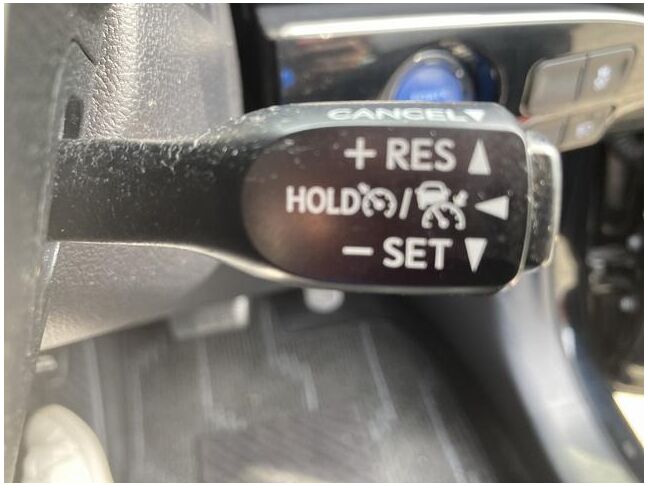 CANCEL▼
+ RES ▲
HOLD / ◀
− SET ▼